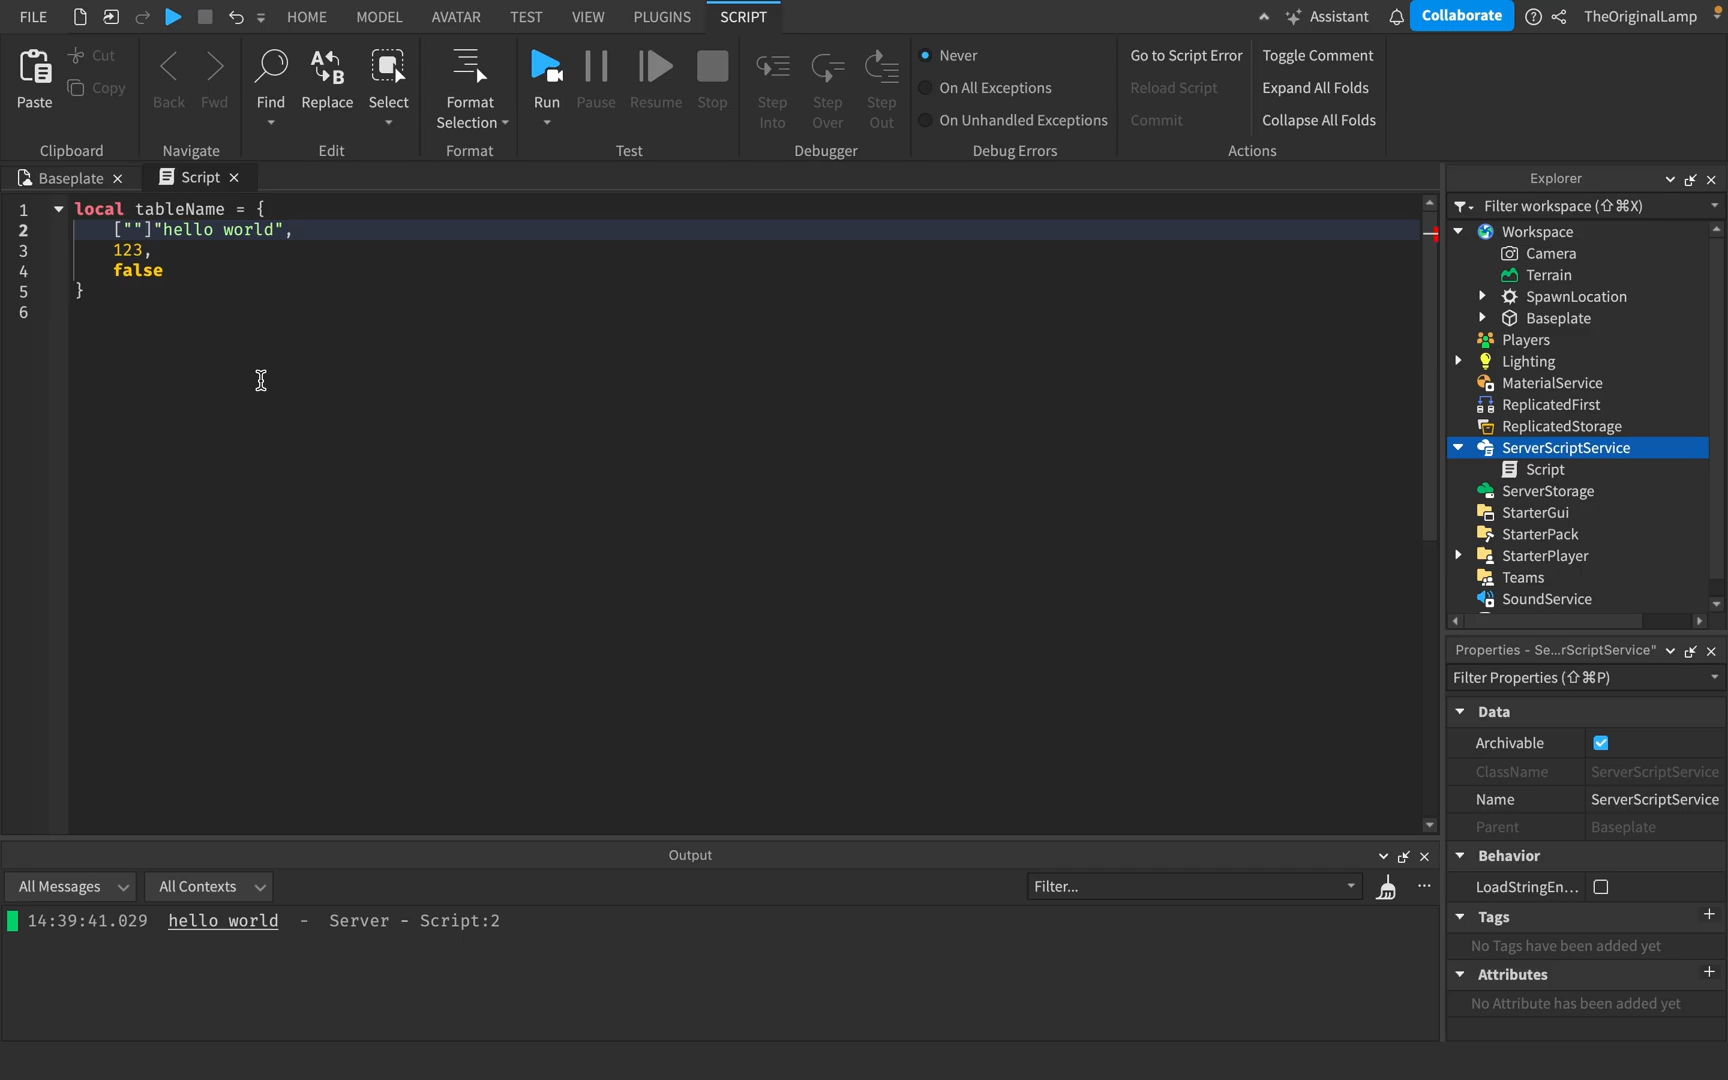 FILE HOME MODEL AVATAR TEST VIEW PLUGINS SCRIPT Assistant Collaborate TheOriginalLamp
Paste Cut Copy
Back Fwd
Find Replace Select
Format Selection
Run Pause Resume Stop
Step Into Step Over Step Out
Never
On All Exceptions
On Unhandled Exceptions
Go to Script Error
Reload Script
Commit
Toggle Comment
Expand All Folds
Collapse All Folds
Clipboard Navigate Edit Format Test Debugger Debug Errors Actions
Baseplate Script
1 local tableName = {
2 [""]"hello world",
3 123,
4 false
5 }
6
Explorer
Filter workspace (⇧⌘X)
Workspace
Camera
Terrain
SpawnLocation
Baseplate
Players
Lighting
MaterialService
ReplicatedFirst
ReplicatedStorage
ServerScriptService
Script
ServerStorage
StarterGui
StarterPack
StarterPlayer
Teams
SoundService
Properties - Se...rScriptService"
Filter Properties (⇧⌘P)
Data
Archivable
ClassName ServerScriptService
Name ServerScriptService
Parent Baseplate
Behavior
LoadStringEn...
Tags
No Tags have been added yet
Attributes
No Attribute has been added yet
Output
All Messages All Contexts Filter...
14:39:41.029 hello world - Server - Script:2